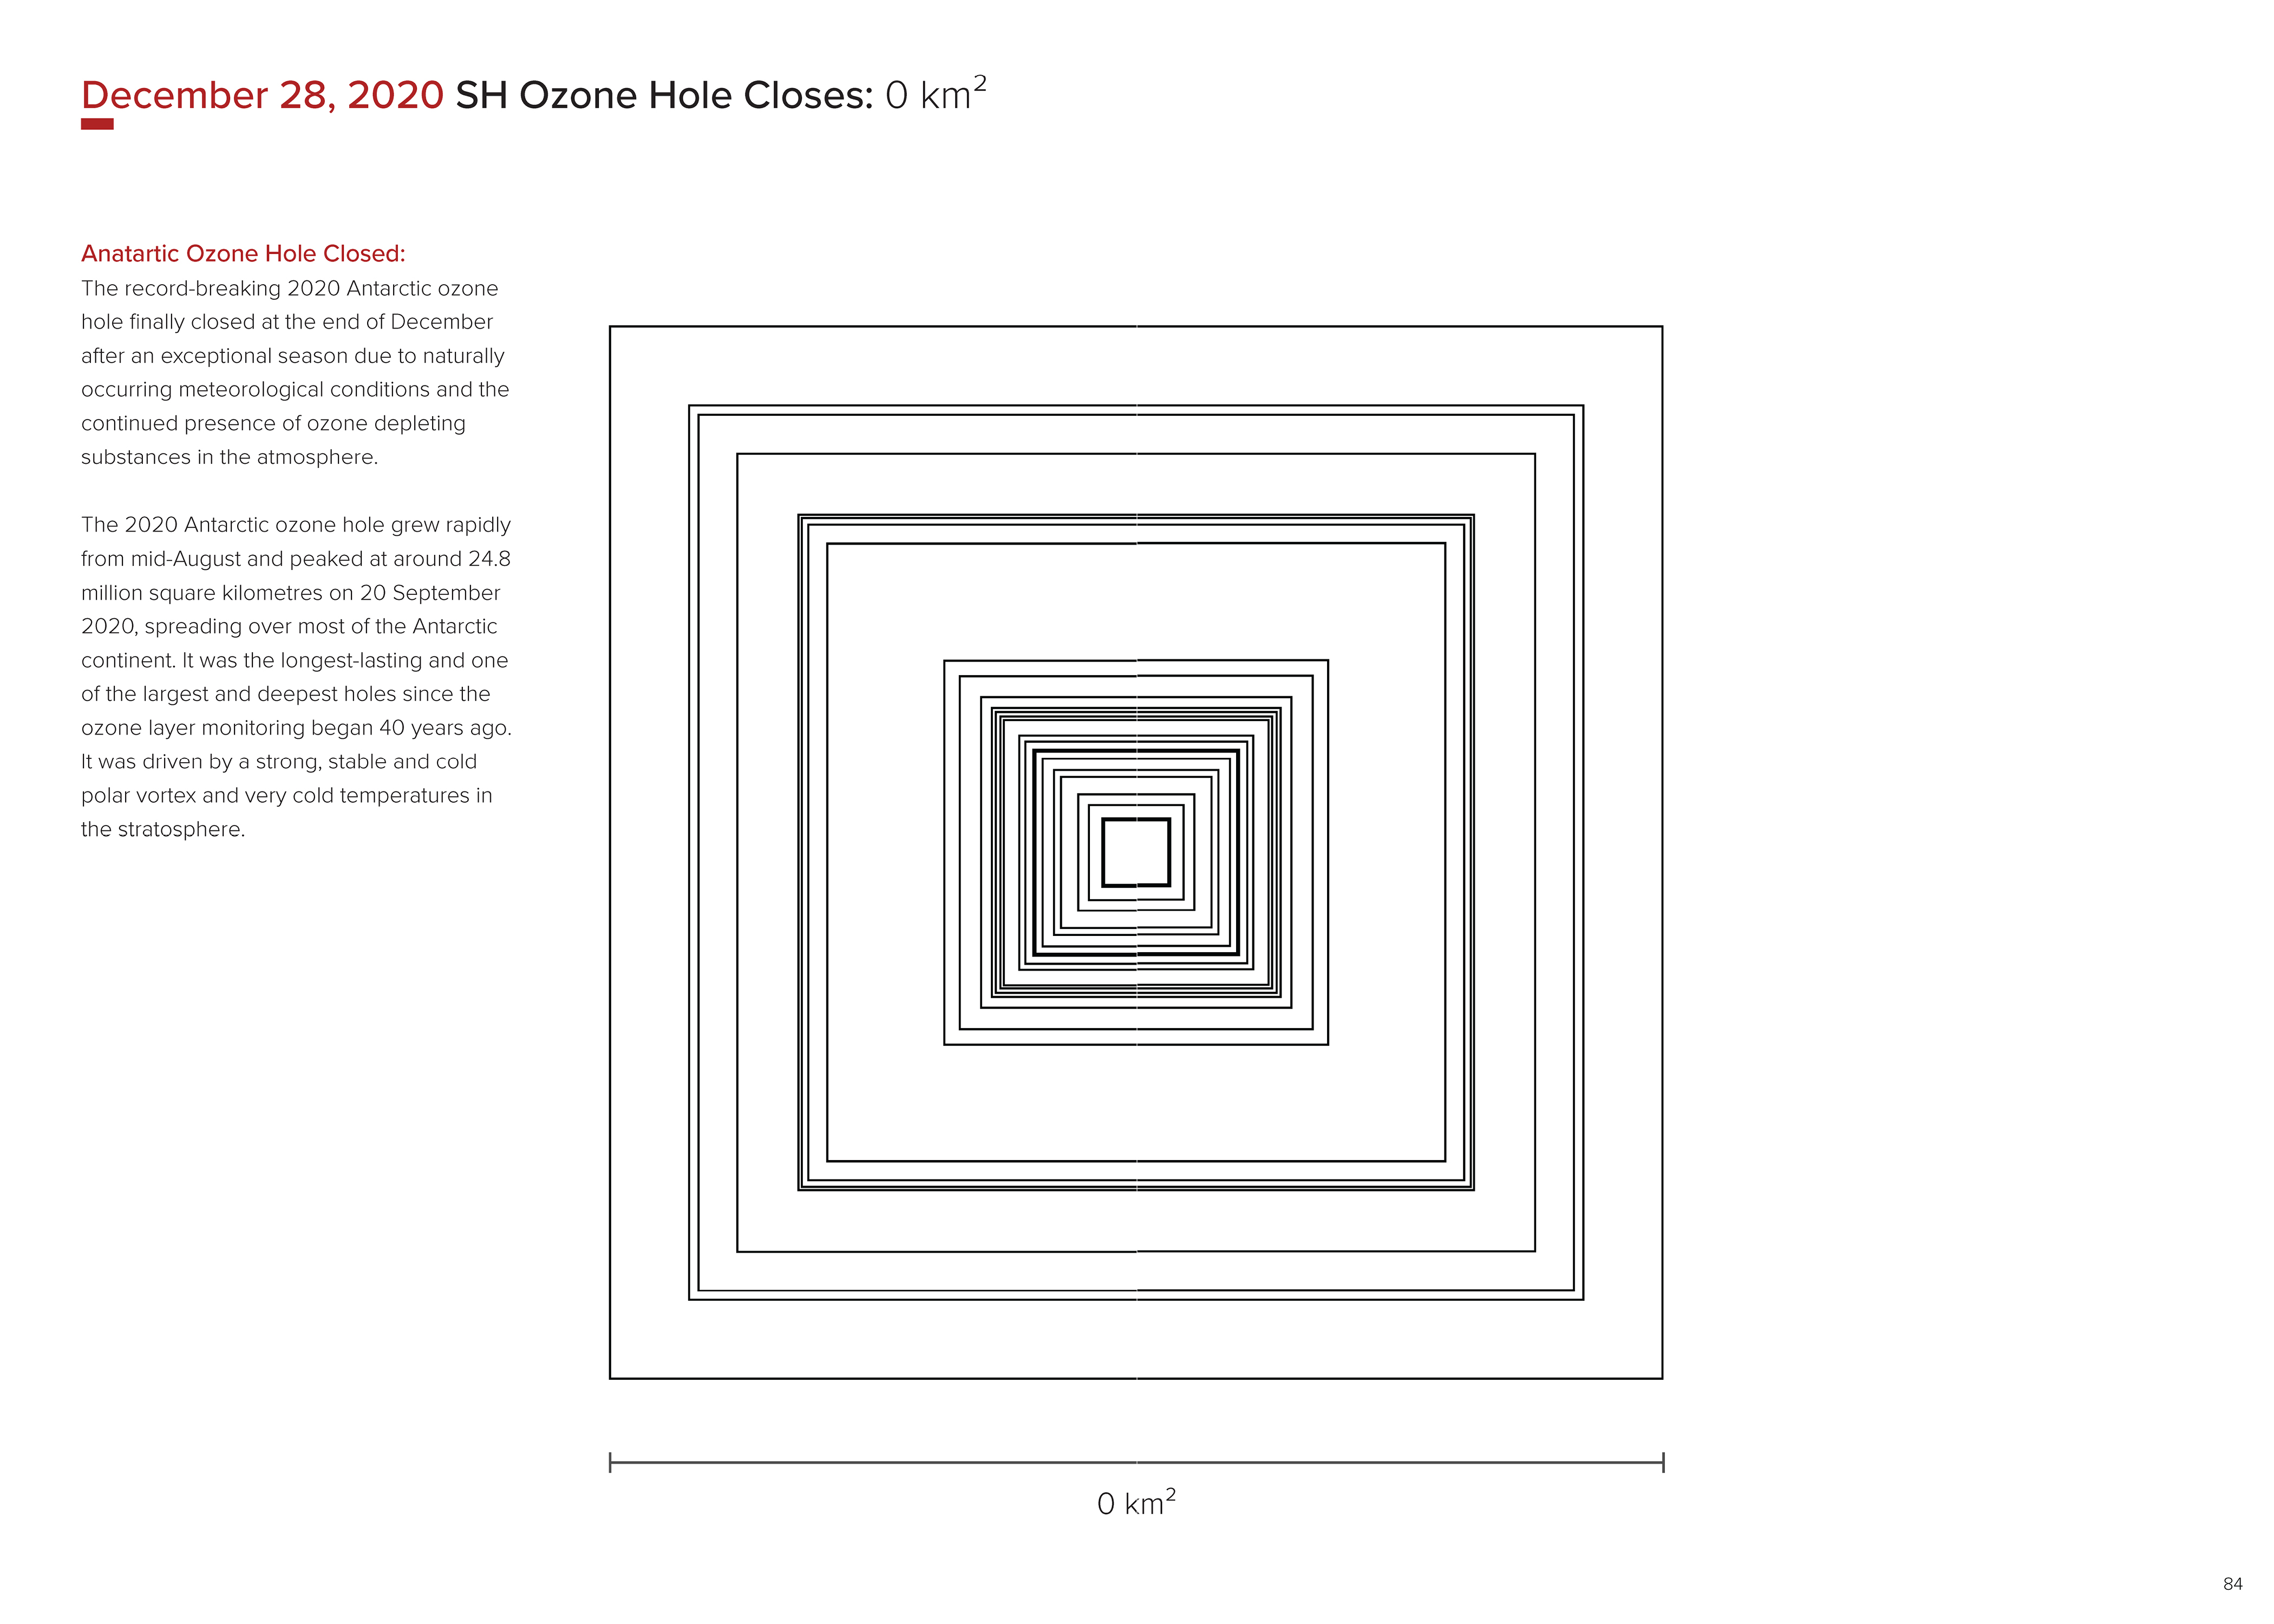 December 28, 2020 SH Ozone Hole Closes: 0 km²
Anatartic Ozone Hole Closed:
The record-breaking 2020 Antarctic ozone
hole finally closed at the end of December
after an exceptional season due to naturally
occurring meteorological conditions and the
continued presence of ozone depleting
substances in the atmosphere.
The 2020 Antarctic ozone hole grew rapidly
from mid-August and peaked at around 24.8
million square kilometres on 20 September
2020, spreading over most of the Antarctic
continent. It was the longest-lasting and one
of the largest and deepest holes since the
ozone layer monitoring began 40 years ago.
It was driven by a strong, stable and cold
polar vortex and very cold temperatures in
the stratosphere.
0 km²
84